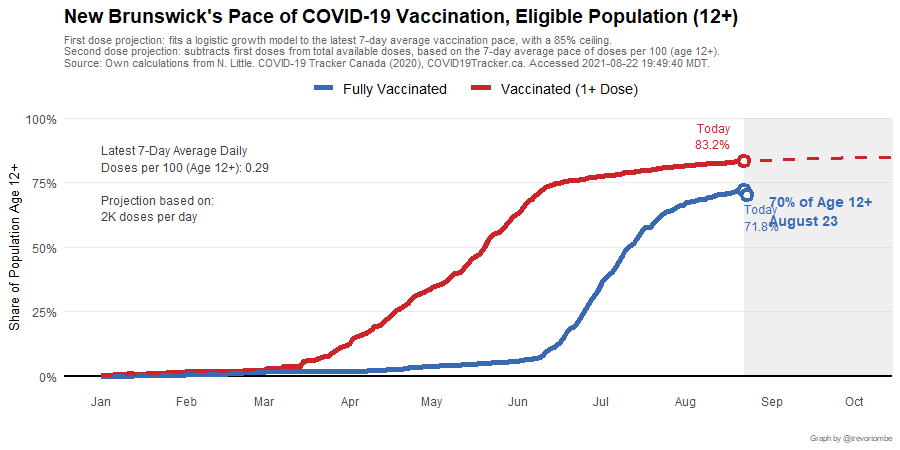 New Brunswick's Pace of COVID-19 Vaccination, Eligible Population (12+)
First dose projection: fits a logistic growth model to the latest 7-day average vaccination pace, with a 85% ceiling.
Second dose projection: subtracts first doses from total available doses, based on the 7-day average pace of doses per 100 (age 12+).
Source: Own calculations from N. Little. COVID-19 Tracker Canada (2020), COVID19Tracker.ca. Accessed 2021-08-22 19:49:40 MDT.
Fully Vaccinated
Vaccinated (1+ Dose)
Share of Population Age 12+
100%
75%
50%
25%
0%
Latest 7-Day Average Daily
Doses per 100 (Age 12+): 0.29
Projection based on:
2K doses per day
Today
83.2%
Today
71.8%
70% of Age 12+
August 23
Jan Feb Mar Apr May Jun Jul Aug Sep Oct
Graph by @trevortombe